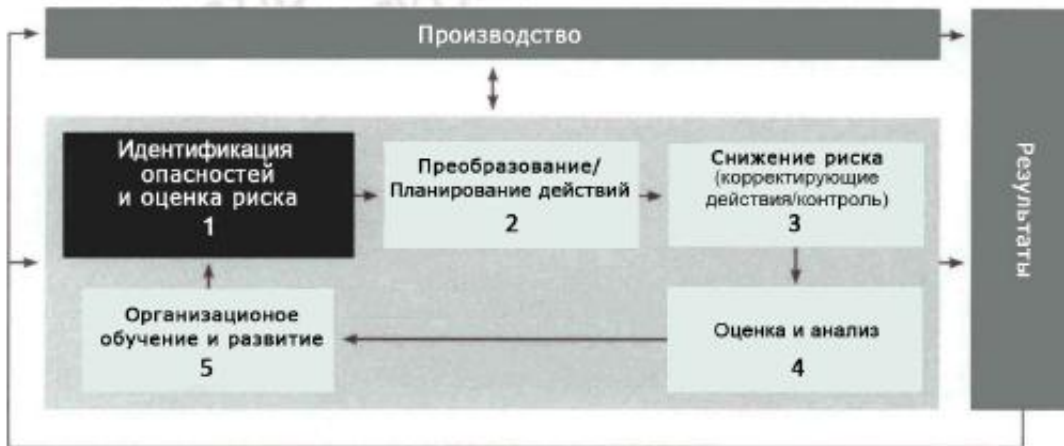 Производство
Идентификация
опасностей
и оценка риска
1
Преобразование/
Планирование действий
2
Снижение риска
(корректирующие
действия/контроль)
3
Организационое
обучение и развитие
5
Оценка и анализ
4
Результаты